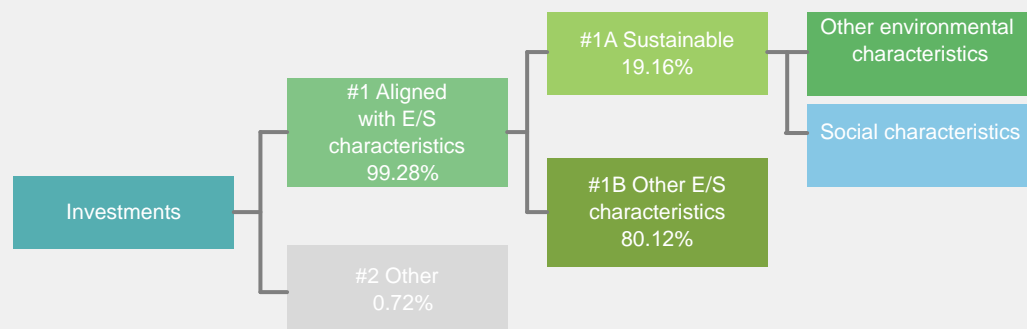 Investments
#1 Aligned
with E/S
characteristics
99.28%
#2 Other
0.72%
#1A Sustainable
19.16%
#1B Other E/S
characteristics
80.12%
Other environmental
characteristics
Social characteristics